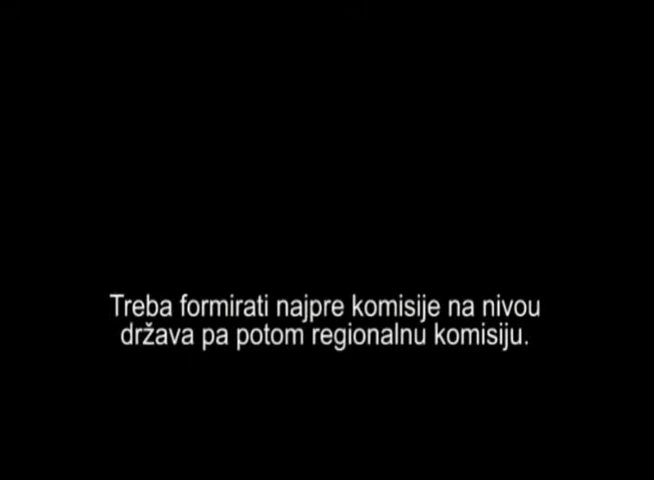 Treba formirati najpre komisije na nivou
država pa potom regionalnu komisiju.